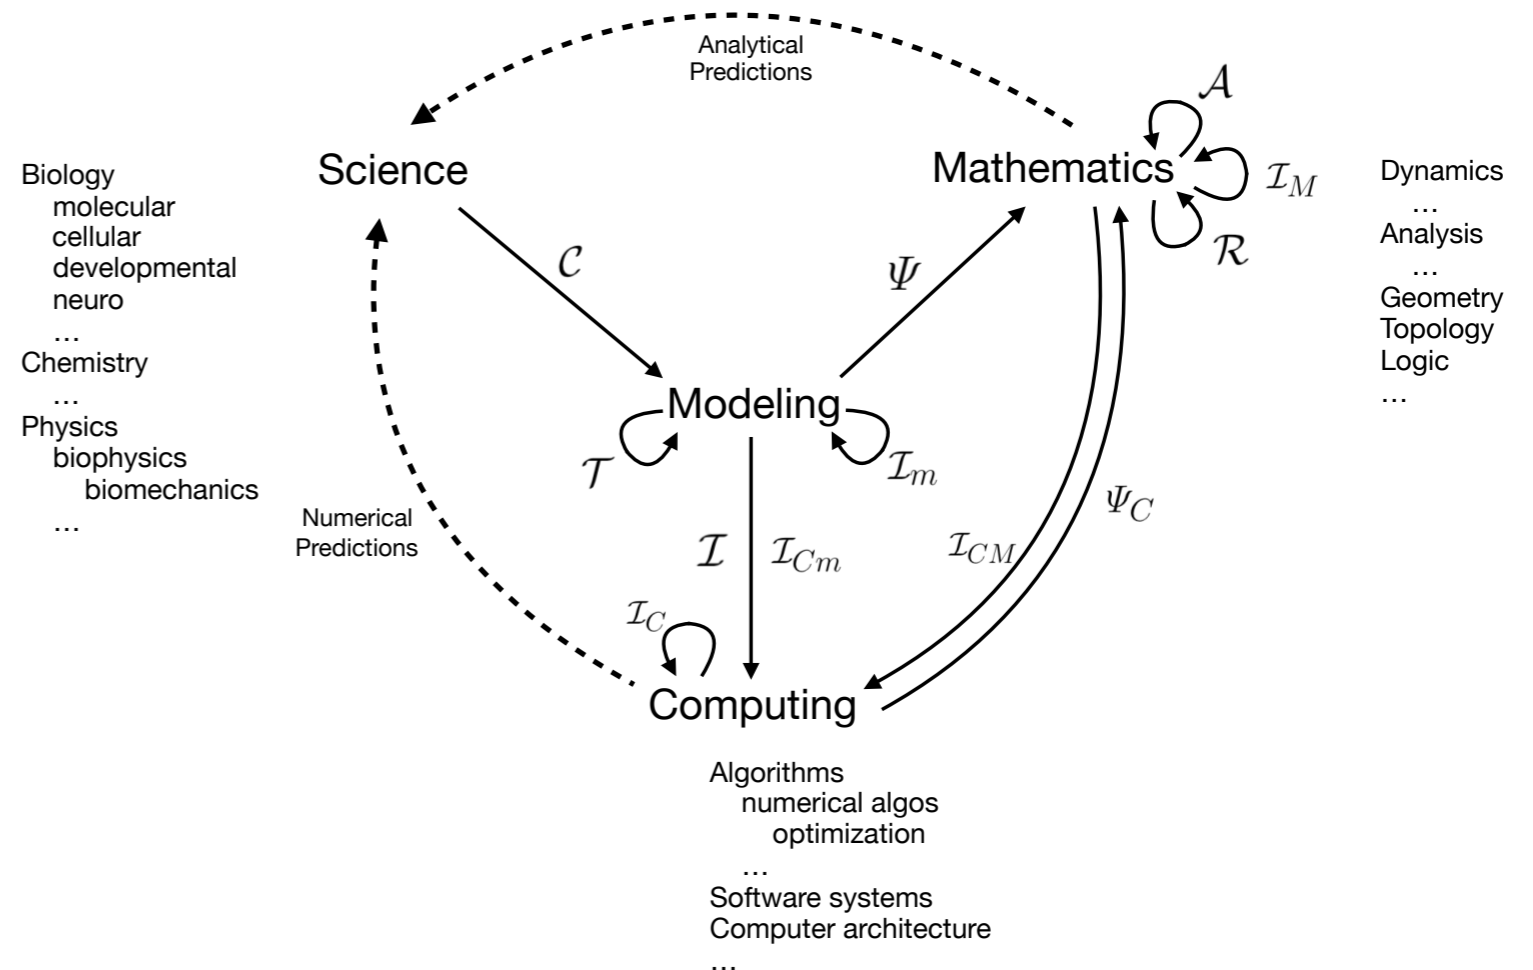 Analytical
Predictions
𝒜
Science
Mathematics
ℐ_M
ℛ
Biology
molecular
cellular
developmental
neuro
...
Chemistry
...
Physics
biophysics
biomechanics
...
Dynamics
...
Analysis
...
Geometry
Topology
Logic
...
𝒞
Ψ
Modeling
𝒯
ℐ_m
Numerical
Predictions
ℐ
ℐ_Cm
ℐ_CM
Ψ_C
ℐ_C
Computing
Algorithms
numerical algos
optimization
...
Software systems
Computer architecture
...